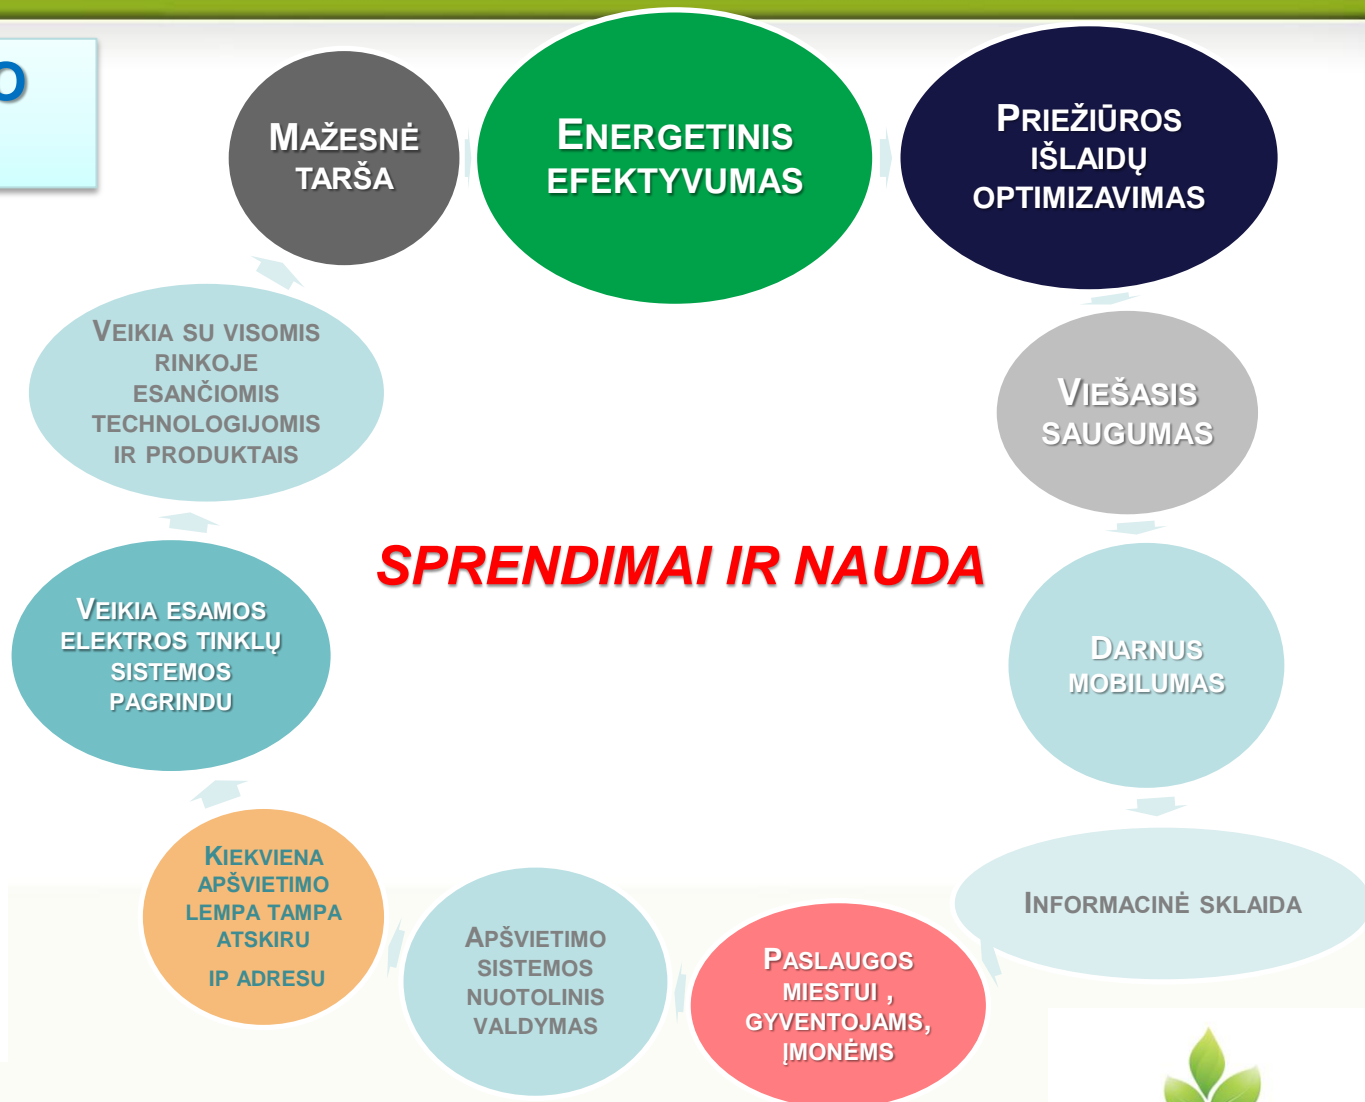 O
MAŽESNĖ
TARŠA
ENERGETINIS
EFEKTYVUMAS
PRIEŽIŪROS
IŠLAIDŲ
OPTIMIZAVIMAS
VIEŠASIS
SAUGUMAS
DARNUS
MOBILUMAS
INFORMACINĖ SKLAIDA
PASLAUGOS
MIESTUI ,
GYVENTOJAMS,
ĮMONĖMS
APŠVIETIMO
SISTEMOS
NUOTOLINIS
VALDYMAS
KIEKVIENA
APŠVIETIMO
LEMPA TAMPA
ATSKIRU
IP ADRESU
VEIKIA ESAMOS
ELEKTROS TINKLŲ
SISTEMOS
PAGRINDU
VEIKIA SU VISOMIS
RINKOJE
ESANČIOMIS
TECHNOLOGIJOMIS
IR PRODUKTAIS
SPRENDIMAI IR NAUDA